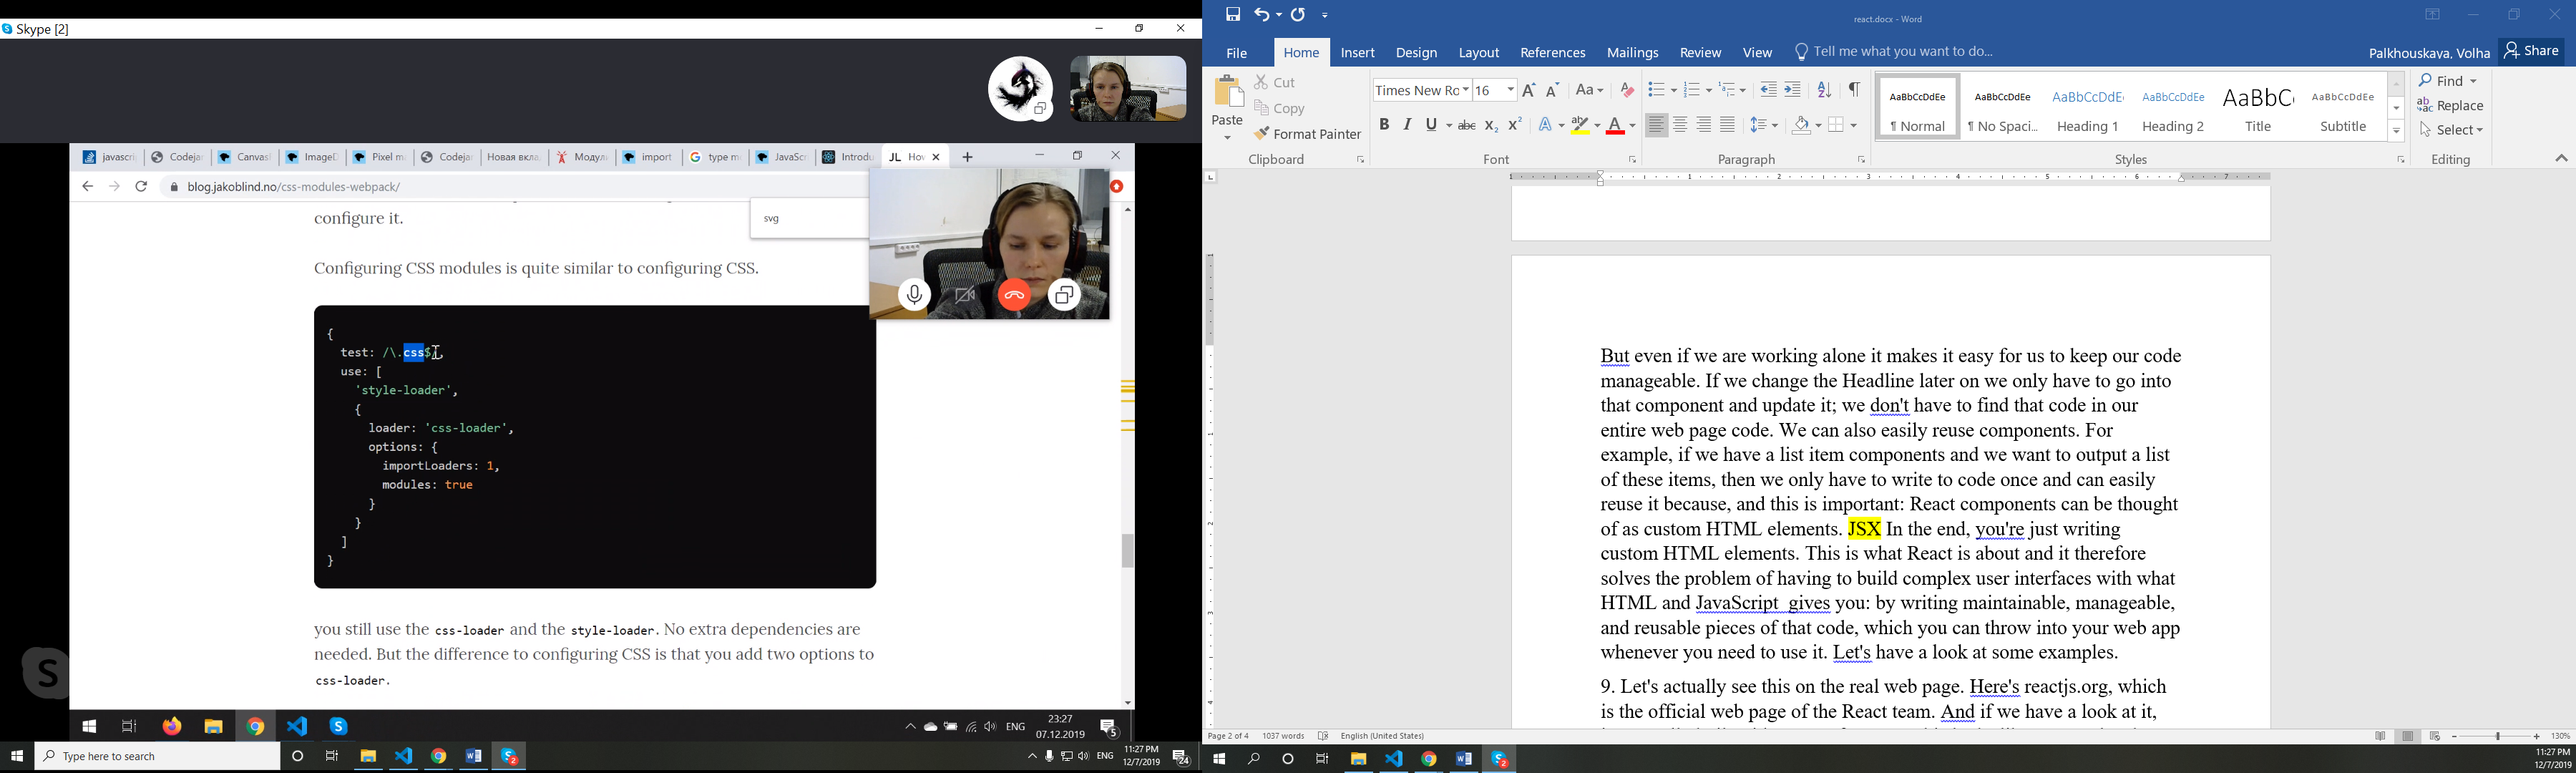 Skype [2]
javascri
Codeja
Canvas
ImageD
Pixel m
Codeja
Новая вкла
Модул
import
type m
JavaScr
Introdu
JL Hov
blog.jakoblind.no/css-modules-webpack/
configure it.
svg
Configuring CSS modules is quite similar to configuring CSS.
{
test: /\.css$/,
use: [
'style-loader',
{
loader: 'css-loader',
options: {
importLoaders: 1,
modules: true
}
}
]
}
you still use the css-loader and the style-loader. No extra dependencies are
needed. But the difference to configuring CSS is that you add two options to
css-loader.
ENG
23:27
07.12.2019
5
Type here to search
2
ENG
11:27 PM
12/7/2019
24
react.docx - Word
File Home Insert Design Layout References Mailings Review View Tell me what you want to do...
Palkhouskaya, Volha Share
Paste
Cut
Copy
Format Painter
Clipboard
Times New Ro 16
Font
Paragraph
AaBbCcDdEe ¶ Normal
AaBbCcDdEe ¶ No Spaci...
AaBbCcDdE Heading 1
AaBbCcDdEe Heading 2
AaBbC Title
AaBbCcDdEe Subtitle
Styles
Find
Replace
Select
Editing
But even if we are working alone it makes it easy for us to keep our code
manageable. If we change the Headline later on we only have to go into
that component and update it; we don't have to find that code in our
entire web page code. We can also easily reuse components. For
example, if we have a list item components and we want to output a list
of these items, then we only have to write to code once and can easily
reuse it because, and this is important: React components can be thought
of as custom HTML elements. JSX In the end, you're just writing
custom HTML elements. This is what React is about and it therefore
solves the problem of having to build complex user interfaces with what
HTML and JavaScript gives you: by writing maintainable, manageable,
and reusable pieces of that code, which you can throw into your web app
whenever you need to use it. Let's have a look at some examples.
9. Let's actually see this on the real web page. Here's reactjs.org, which
is the official web page of the React team. And if we have a look at it,
Page 2 of 4 1037 words English (United States)
130%
2
11:27 PM
12/7/2019